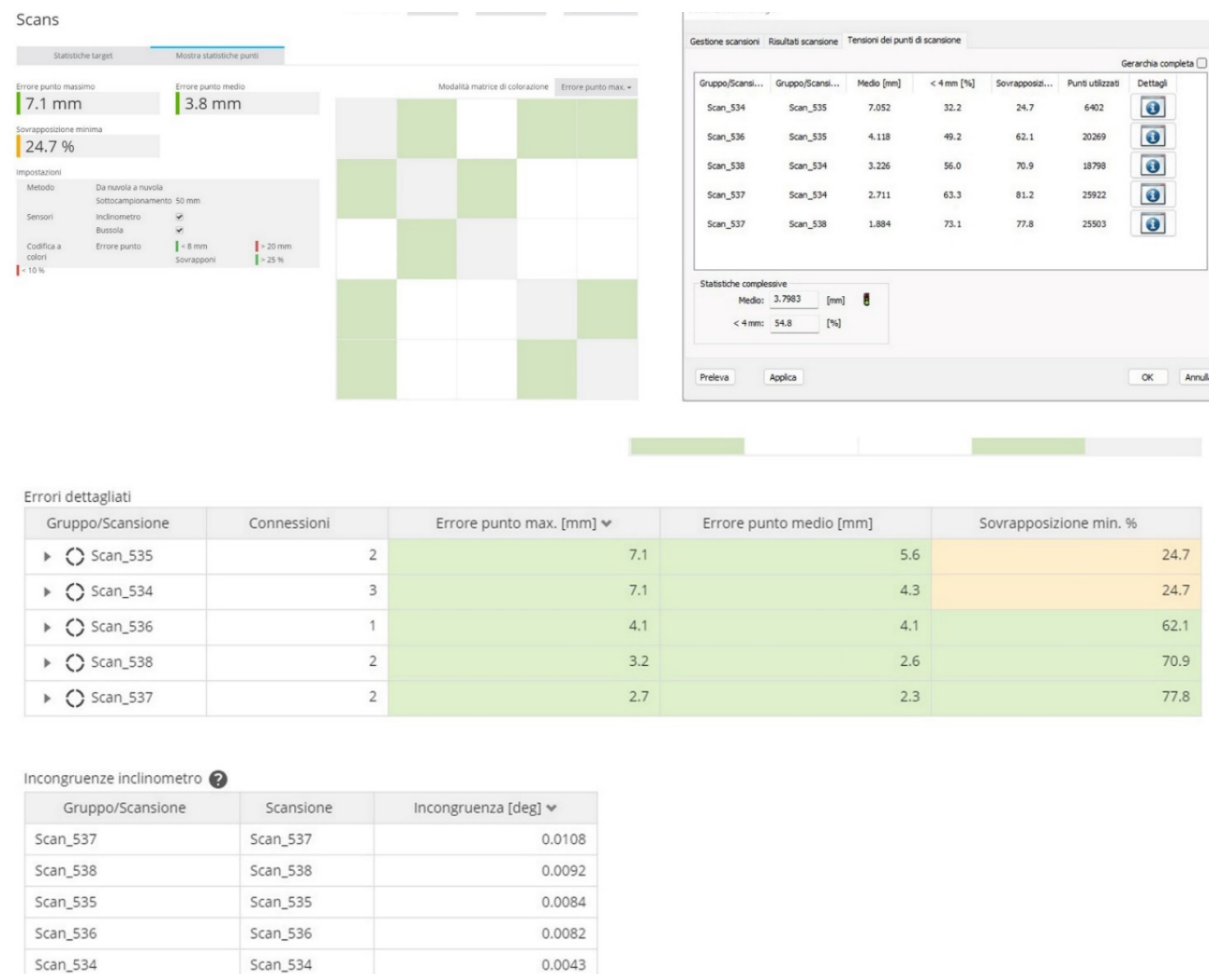 Scans
Statistiche target Mostra statistiche punti
Errore punto massimo Errore punto medio
7.1 mm 3.8 mm
Sovrapposizione minima
24.7 %
Impostazioni
Metodo Da nuvola a nuvola
Sottocampionamento 50 mm
Sensori Inclinometro
Bussola
Codifica a colori Errore punto < 8 mm > 20 mm
Sovrapponi > 25 %
< 10 %
Modalità matrice di colorazione Errore punto max.
Gestione scansioni Risultati scansione Tensioni dei punti di scansione
Gerarchia completa
Gruppo/Scansi... Gruppo/Scansi... Medio [mm] < 4 mm [%] Sovrapposizi... Punti utilizzati Dettagli
Scan_534 Scan_535 7.052 32.2 24.7 6402
Scan_536 Scan_535 4.118 49.2 62.1 20269
Scan_538 Scan_534 3.226 56.0 70.9 18798
Scan_537 Scan_534 2.711 63.3 81.2 25922
Scan_537 Scan_538 1.884 73.1 77.8 25503
Statistiche complessive
Medio: 3.7983 [mm]
< 4 mm: 54.8 [%]
Preleva Applica OK Annulla
Errori dettagliati
Gruppo/Scansione Connessioni Errore punto max. [mm] Errore punto medio [mm] Sovrapposizione min. %
Scan_535 2 7.1 5.6 24.7
Scan_534 3 7.1 4.3 24.7
Scan_536 1 4.1 4.1 62.1
Scan_538 2 3.2 2.6 70.9
Scan_537 2 2.7 2.3 77.8
Incongruenze inclinometro ?
Gruppo/Scansione Scansione Incongruenza [deg]
Scan_537 Scan_537 0.0108
Scan_538 Scan_538 0.0092
Scan_535 Scan_535 0.0084
Scan_536 Scan_536 0.0082
Scan_534 Scan_534 0.0043